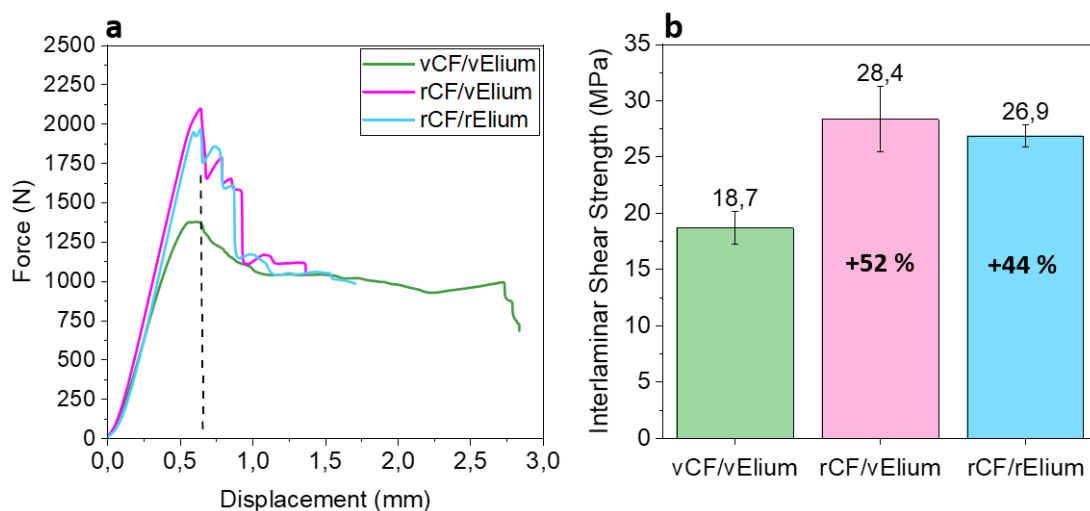 a
2500
2250
2000
1750
1500
1250
1000
750
500
250
0
Force (N)
0,0 0,5 1,0 1,5 2,0 2,5 3,0
Displacement (mm)
vCF/vElium
rCF/vElium
rCF/rElium
b
35
30
25
20
15
10
5
0
Interlaminar Shear Strength (MPa)
18,7
28,4
26,9
+52 %
+44 %
vCF/vElium rCF/vElium rCF/rElium